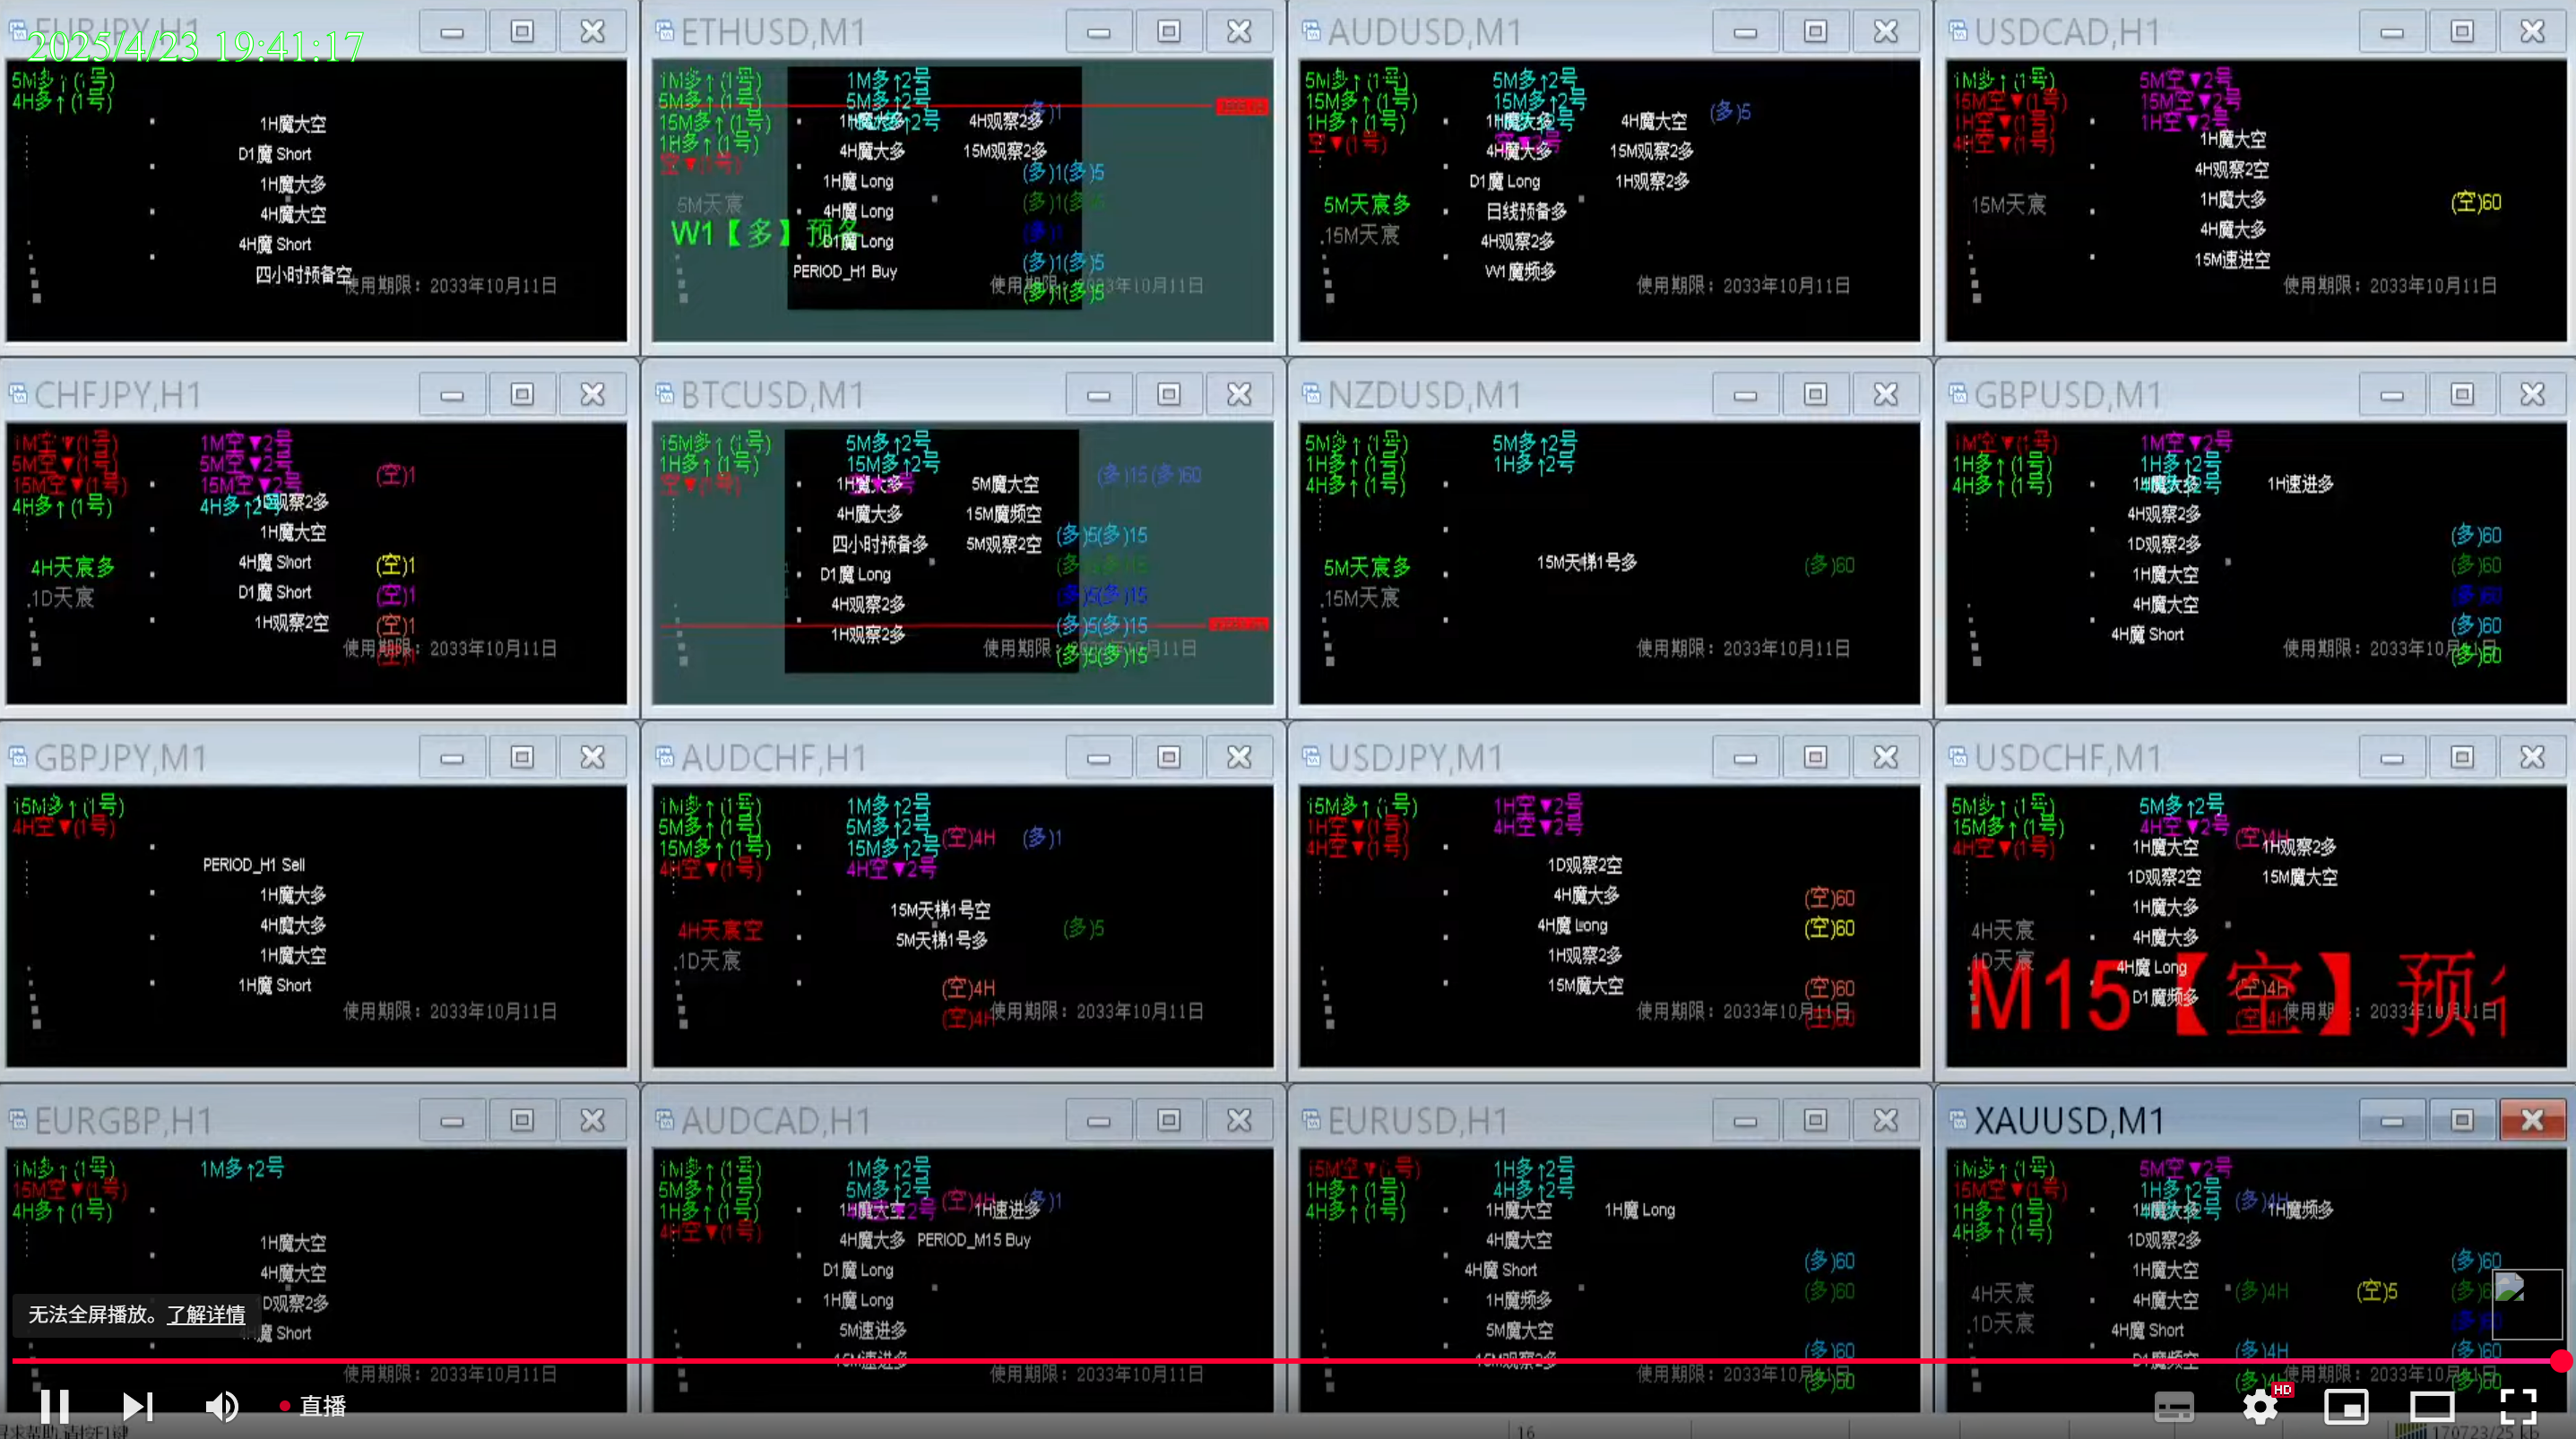 EURJPY,H1
2025/4/23 19:41:17
5M多↑(1号)
4H多↑(1号)
1H魔大空
D1魔 Short
1H魔大多
4H魔大空
4H魔 Short
四小时预备空
使用期限：2033年10月11日
ETHUSD,M1
1M多↑(1号)
5M多↑(1号)
15M多↑(1号)
1H多↑(1号)
空▼(1号)
1M多↑2号
5M多↑2号
1H魔大多
4H观察2多
4H魔大多
15M观察2多
1H魔 Long
4H魔 Long
D1魔 Long
PERIOD_H1 Buy
5M天宸
W1【多】预备
(多)1
(多)1(多)5
(多)1(多)5
(多)1
(多)1(多)5
(多)1(多)5
使用期限：2033年10月11日
AUDUSD,M1
5M多↑(1号)
15M多↑(1号)
1H多↑(1号)
空▼(1号)
5M多↑2号
15M多↑2号
1H魔大多
4H魔大空
(多)5
4H魔大多
15M观察2多
D1魔 Long
1H观察2多
日线预备多
4H观察2多
W1魔频多
5M天宸多
15M天宸
使用期限：2033年10月11日
USDCAD,H1
1M多↑(1号)
15M空▼(1号)
1H空▼(1号)
4H空▼(1号)
5M空▼2号
15M空▼2号
1H空▼2号
1H魔大空
4H观察2空
1H魔大多
4H魔大多
15M速进空
15M天宸
(空)60
使用期限：2033年10月11日
CHFJPY,H1
1M空▼(1号)
5M空▼(1号)
15M空▼(1号)
4H多↑(1号)
1M空▼2号
5M空▼2号
15M空▼2号
4H多↑2号
(空)1
1H魔大空
4H魔 Short
D1魔 Short
1H观察2空
4H天宸多
.1D天宸
(空)1
(空)1
(空)1
(空)1
使用期限：2033年10月11日
BTCUSD,M1
15M多↑(1号)
1H多↑(1号)
空▼(1号)
5M多↑2号
15M多↑2号
1H魔大多
5M魔大空
4H魔大多
15M魔频空
四小时预备多
5M观察2空
D1魔 Long
4H观察2多
1H观察2多
(多)15(多)60
(多)5(多)15
(多)5(多)15
(多)5(多)15
(多)5(多)15
(多)5(多)15
使用期限：2033年10月11日
NZDUSD,M1
5M多↑(1号)
1H多↑(1号)
4H多↑(1号)
5M多↑2号
1H多↑2号
15M天梯1号多
(多)60
5M天宸多
.15M天宸
使用期限：2033年10月11日
GBPUSD,M1
1M空▼(1号)
1H多↑(1号)
4H多↑(1号)
1M空▼2号
1H多↑2号
1H速进多
4H观察2多
1D观察2多
1H魔大空
4H魔大空
4H魔 Short
(多)60
(多)60
(多)60
(多)60
(多)60
使用期限：2033年10月11日
GBPJPY,M1
15M多↑(1号)
4H空▼(1号)
PERIOD_H1 Sell
1H魔大多
4H魔大多
1H魔大空
1H魔 Short
使用期限：2033年10月11日
AUDCHF,H1
1M多↑(1号)
5M多↑(1号)
15M多↑(1号)
4H空▼(1号)
1M多↑2号
5M多↑2号
15M多↑2号
4H空▼2号
(空)4H
(多)1
15M天梯1号空
5M天梯1号多
(多)5
4H天宸空
.1D天宸
(空)4H
(空)4H
使用期限：2033年10月11日
USDJPY,M1
15M多↑(1号)
1H空▼(1号)
4H空▼(1号)
1H空▼2号
4H空▼2号
1D观察2空
4H魔大多
4H魔 Long
1H观察2多
15M魔大空
(空)60
(空)60
(空)60
(空)60
使用期限：2033年10月11日
USDCHF,M1
5M多↑(1号)
15M多↑(1号)
4H空▼(1号)
5M多↑2号
4H空▼2号
(空)4H
1H魔大空
1H观察2多
1D观察2空
15M魔大空
1H魔大多
4H魔大多
4H魔 Long
D1魔频多
4H天宸
.1D天宸
M15【空】预
(空)4H
(空)4H
使用期限：2033年10月11日
EURGBP,H1
1M多↑(1号)
15M空▼(1号)
4H多↑(1号)
1M多↑2号
1H魔大空
4H魔大空
1D观察2多
4H魔 Short
使用期限：2033年10月11日
AUDCAD,H1
1M多↑(1号)
5M多↑(1号)
1H多↑(1号)
4H空▼(1号)
1M多↑2号
5M多↑2号
(空)4H
(多)1
1H魔大空
1H速进多
4H魔大多
PERIOD_M15 Buy
D1魔 Long
1H魔 Long
5M速进多
15M速进多
使用期限：2033年10月11日
EURUSD,H1
15M空▼(1号)
1H多↑(1号)
4H多↑(1号)
1H多↑2号
4H多↑2号
1H魔大空
1H魔 Long
4H魔大空
4H魔 Short
1H魔频多
5M魔大空
15M观察2多
(多)60
(多)60
(多)60
(多)60
使用期限：2033年10月11日
XAUUSD,M1
1M多↑(1号)
15M空▼(1号)
1H多↑(1号)
4H多↑(1号)
5M空▼2号
1H多↑2号
(多)4H
1H魔频多
1D观察2多
1H魔大空
4H魔大空
4H魔 Short
D1魔频空
4H天宸
.1D天宸
(多)60
(多)4H
(空)5
(多)4H
(多)60
使用期限：2033年10月11日
无法全屏播放。了解详情
直播
HD
16
170723/25 kb